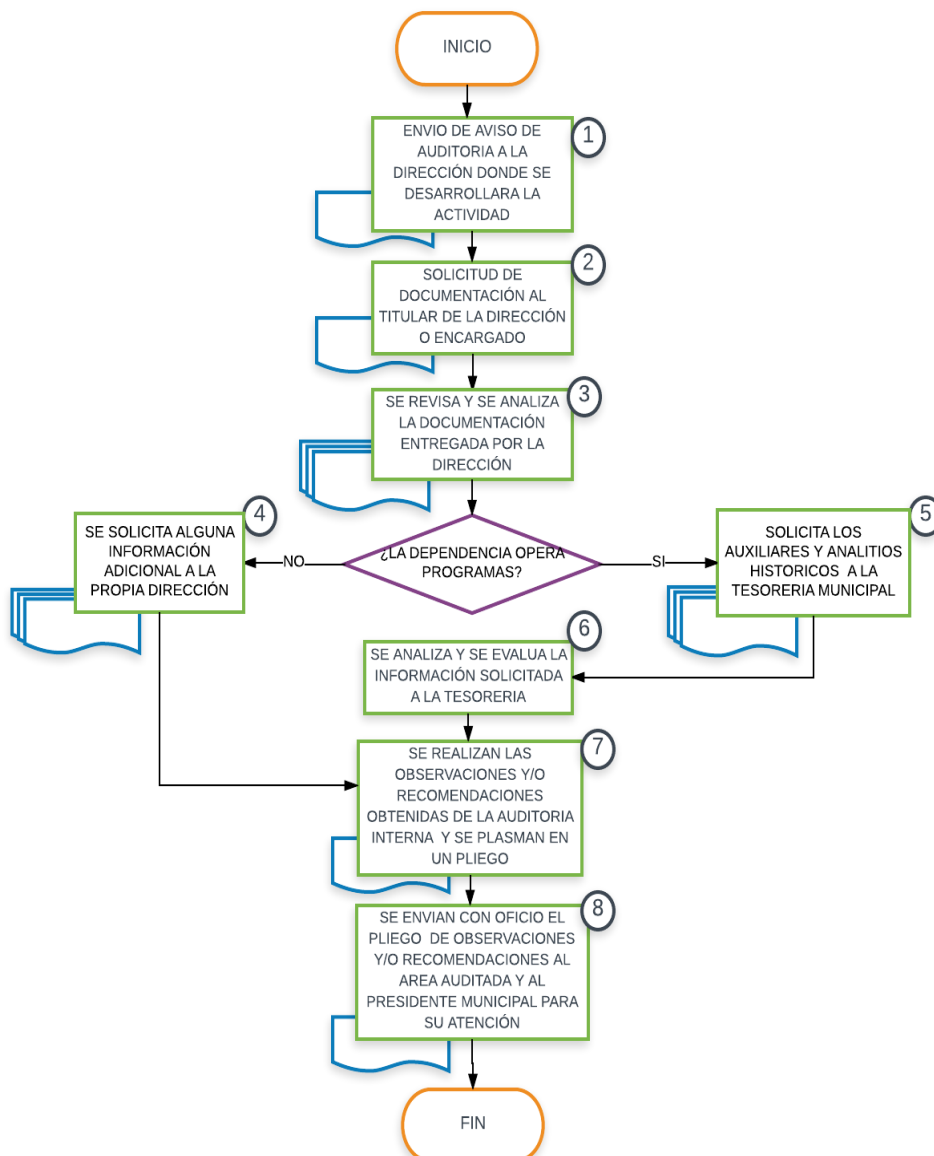 INICIO
1
ENVIO DE AVISO DE
AUDITORIA A LA
DIRECCIÓN DONDE SE
DESARROLLARA LA
ACTIVIDAD
2
SOLICITUD DE
DOCUMENTACIÓN AL
TITULAR DE LA DIRECCIÓN
O ENCARGADO
3
SE REVISA Y SE ANALIZA
LA DOCUMENTACIÓN
ENTREGADA POR LA
DIRECCIÓN
¿LA DEPENDENCIA OPERA
PROGRAMAS?
NO
4
SE SOLICITA ALGUNA
INFORMACIÓN
ADICIONAL A LA
PROPIA DIRECCIÓN
SI
5
SOLICITA LOS
AUXILIARES Y ANALITIOS
HISTORICOS A LA
TESORERIA MUNICIPAL
6
SE ANALIZA Y SE EVALUA LA
INFORMACIÓN SOLICITADA
A LA TESORERIA
7
SE REALIZAN LAS
OBSERVACIONES Y/O
RECOMENDACIONES
OBTENIDAS DE LA AUDITORIA
INTERNA Y SE PLASMAN EN
UN PLIEGO
8
SE ENVIAN CON OFICIO EL
PLIEGO DE OBSERVACIONES
Y/O RECOMENDACIONES AL
AREA AUDITADA Y AL
PRESIDENTE MUNICIPAL PARA
SU ATENCIÓN
FIN